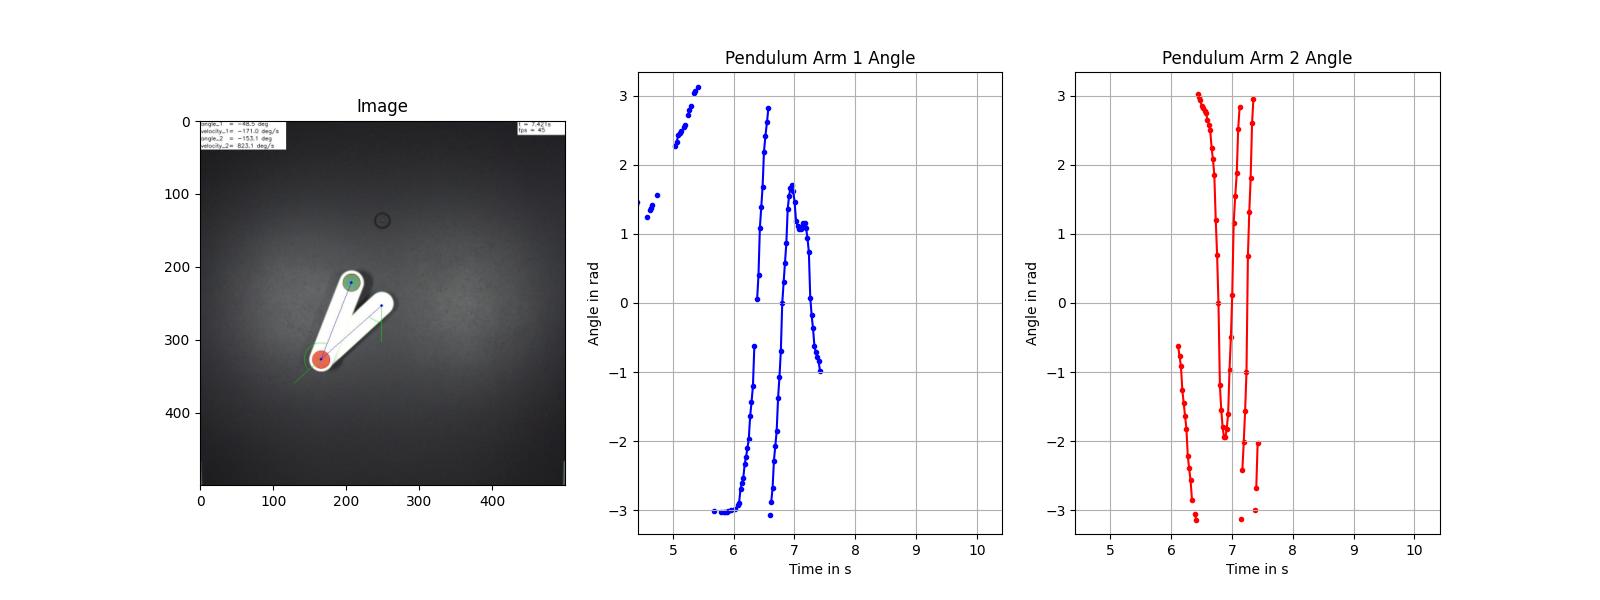 Image
angle_1 = -48.5 deg
velocity_1= -171.0 deg/s
angle_2 = -153.1 deg
velocity_2= 823.1 deg/s
t = 7.421s
fps = 45
0
100
200
300
400
0 100 200 300 400
Pendulum Arm 1 Angle
Angle in rad
3
2
1
0
−1
−2
−3
5 6 7 8 9 10
Time in s
Pendulum Arm 2 Angle
Angle in rad
3
2
1
0
−1
−2
−3
5 6 7 8 9 10
Time in s